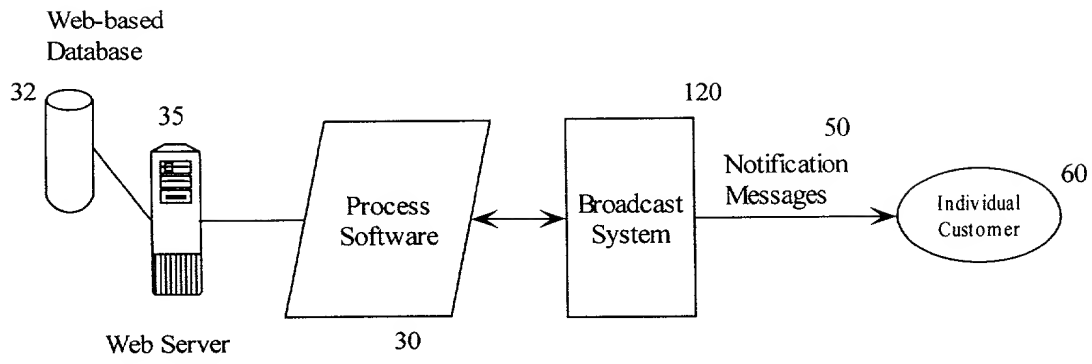 Web-based
Database
32
35
120
50
60
Process
Software
Broadcast
System
Notification
Messages
Individual
Customer
Web Server
30